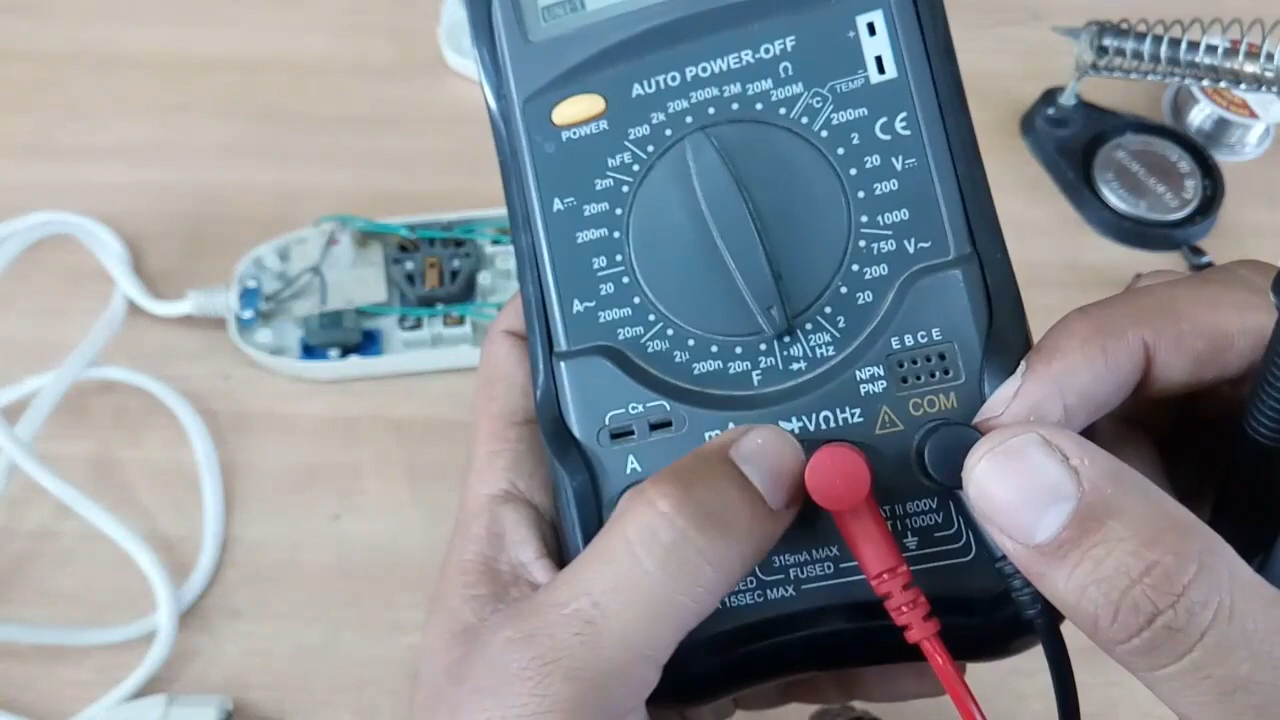 UNI-T
AUTO POWER-OFF
POWER
Ω
200
2k
20k
200k
2M
20M
200M
°C
TEMP
+
-
hFE
2m
A
20m
200m
20
20
A~
200m
20m
20µ
2µ
200n
20n
2n
F
20k
Hz
2
20
200
V~
750
1000
200
V
20
2
200m
CE
E B C E
NPN
PNP
Cx
A
VΩHz
COM
II 600V
I 1000V
315mA MAX
FUSED
15SEC MAX